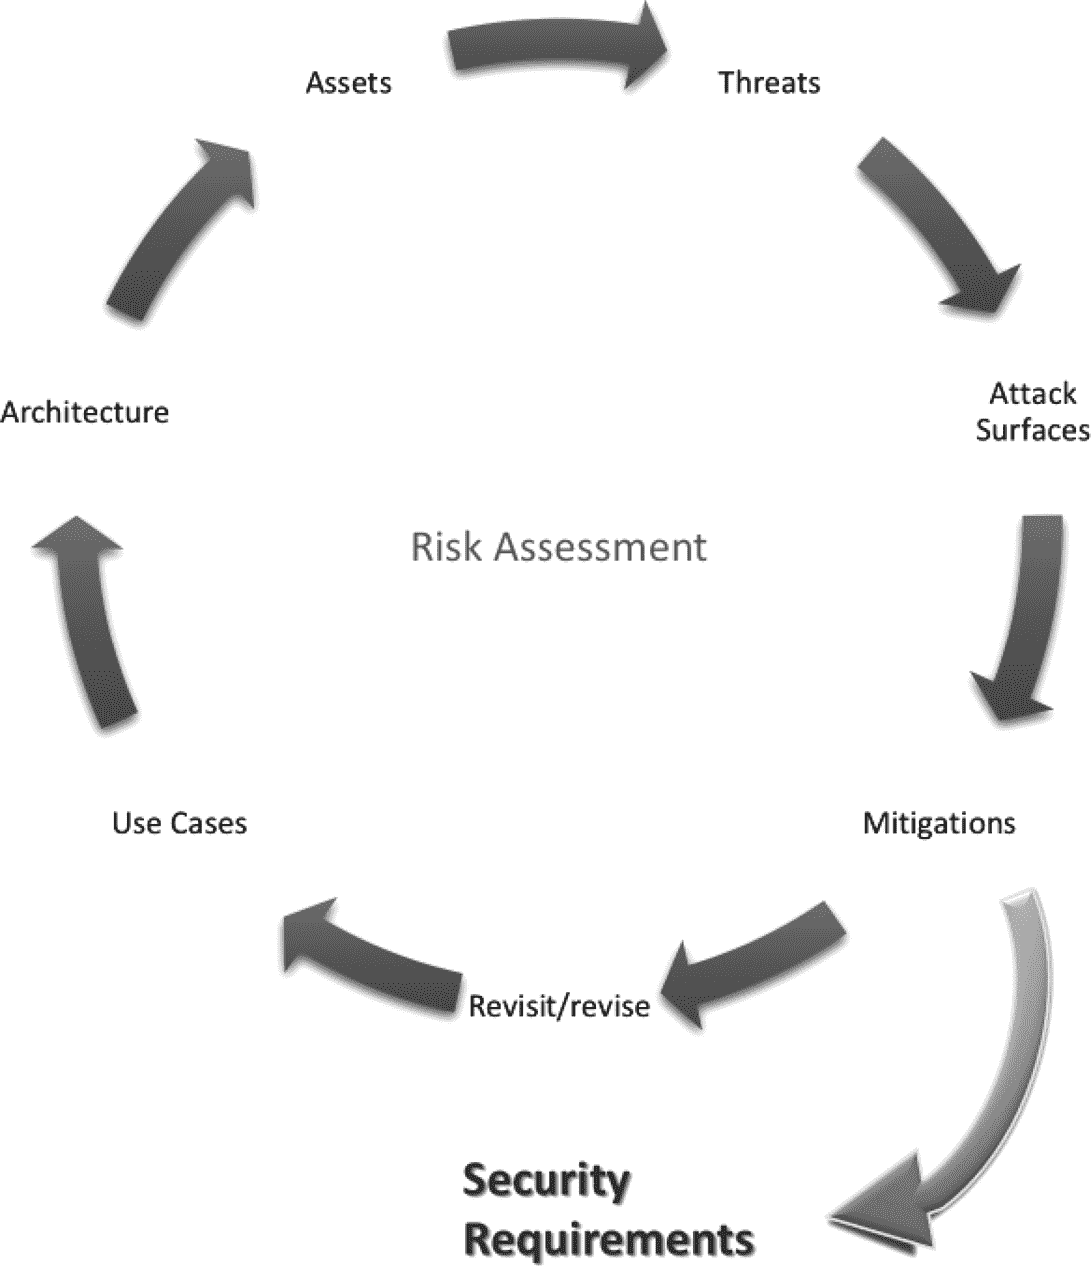 Assets
Threats
Architecture
Attack
Surfaces
Risk Assessment
Use Cases
Mitigations
Revisit/revise
Security
Requirements